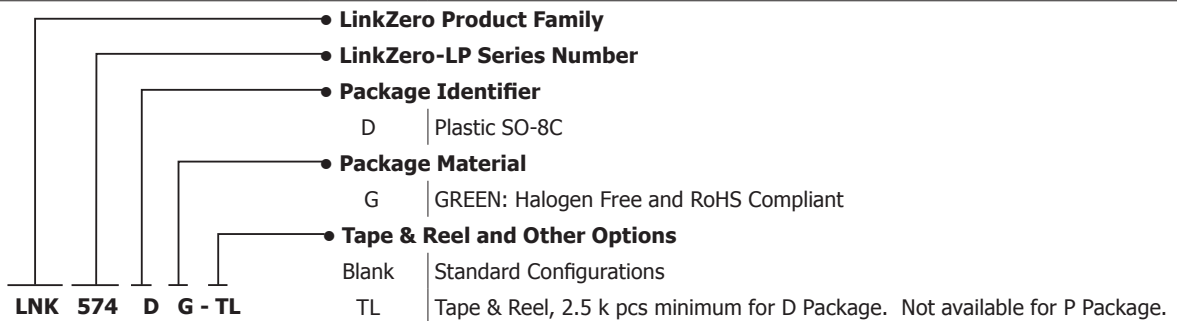 • LinkZero Product Family
• LinkZero-LP Series Number
• Package Identifier
D Plastic SO-8C
• Package Material
G GREEN: Halogen Free and RoHS Compliant
• Tape & Reel and Other Options
Blank Standard Configurations
LNK 574 D G - TL TL Tape & Reel, 2.5 k pcs minimum for D Package. Not available for P Package.